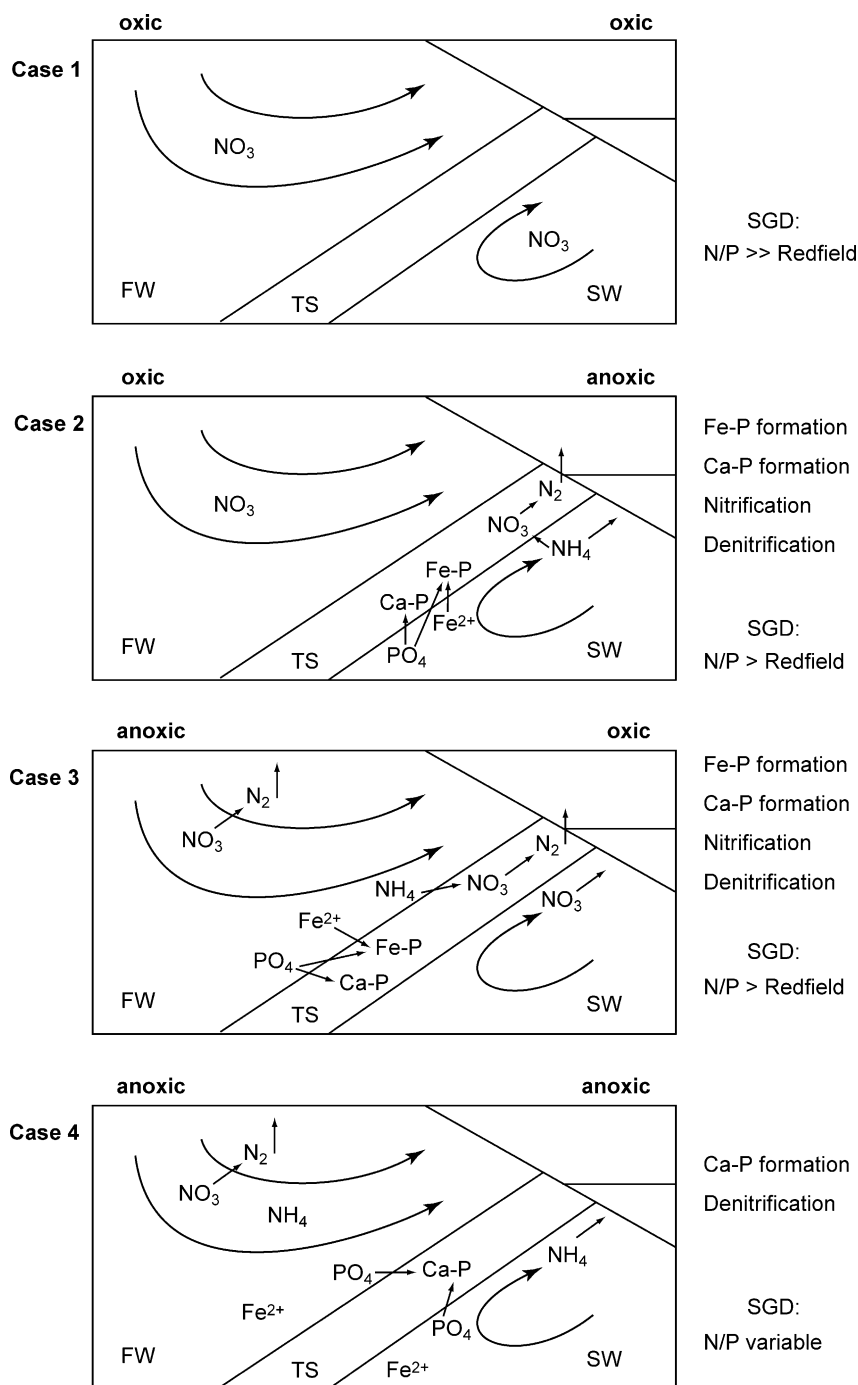 oxic oxic
Case 1
NO₃
NO₃
SGD:
N/P >> Redfield
FW
TS
SW
oxic anoxic
Case 2
Fe-P formation
Ca-P formation
NO₃
N₂
Nitrification
NO₃
NH₄
Denitrification
Fe-P
Ca-P
Fe²⁺
SGD:
FW
TS
PO₄
SW
N/P > Redfield
anoxic oxic
Case 3
Fe-P formation
N₂
Ca-P formation
NO₃
N₂
Nitrification
NH₄
NO₃
NO₃
Denitrification
Fe²⁺
Fe-P
PO₄
SGD:
Ca-P
N/P > Redfield
FW
TS
SW
anoxic anoxic
Case 4
N₂
Ca-P formation
NO₃
Denitrification
NH₄
NH₄
PO₄
Ca-P
Fe²⁺
SGD:
PO₄
N/P variable
FW
TS
Fe²⁺
SW